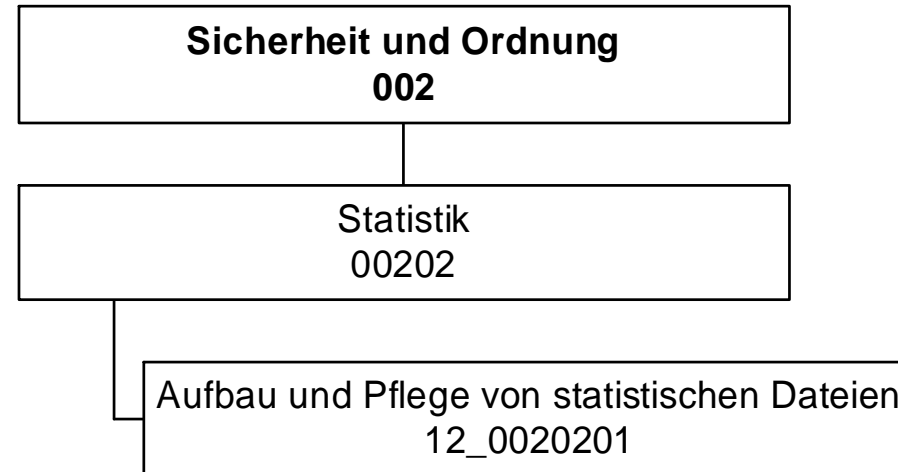 Sicherheit und Ordnung
002
Statistik
00202
Aufbau und Pflege von statistischen Dateien
12_0020201